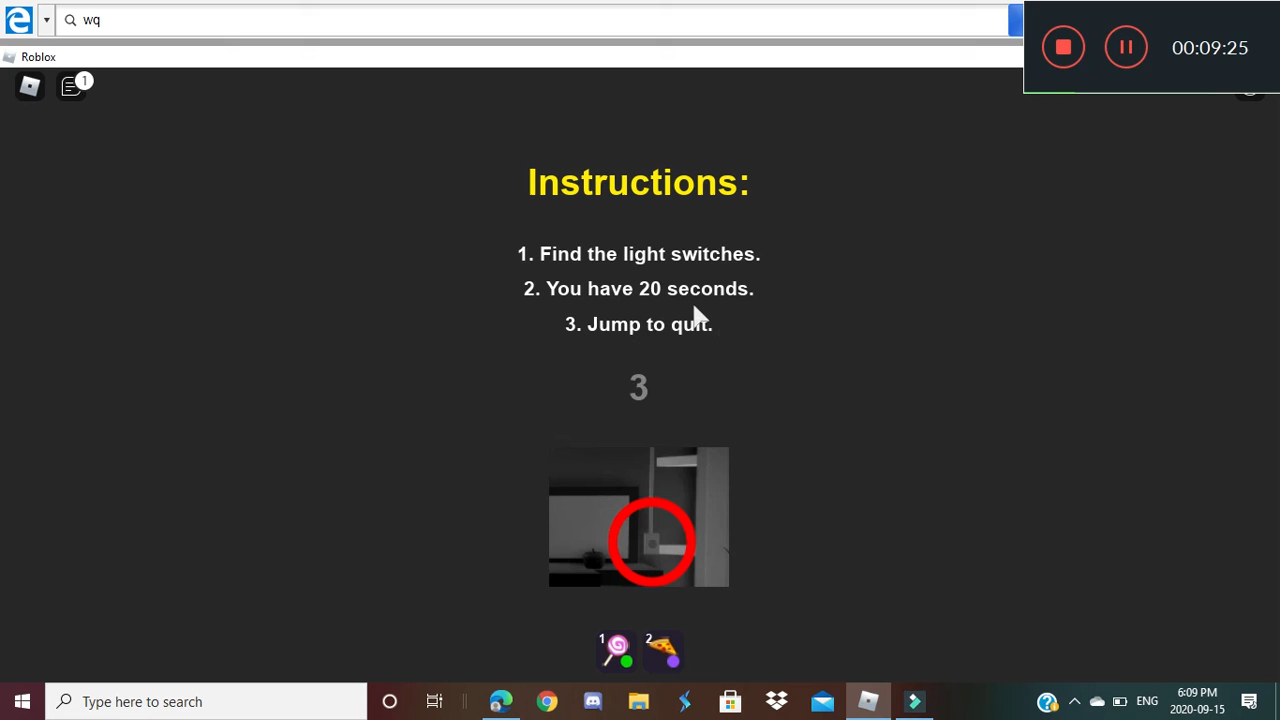 wq
00:09:25
Roblox
1
Instructions:
1. Find the light switches.
2. You have 20 seconds.
3. Jump to quit.
3
1
2
Type here to search
ENG
6:09 PM
2020-09-15